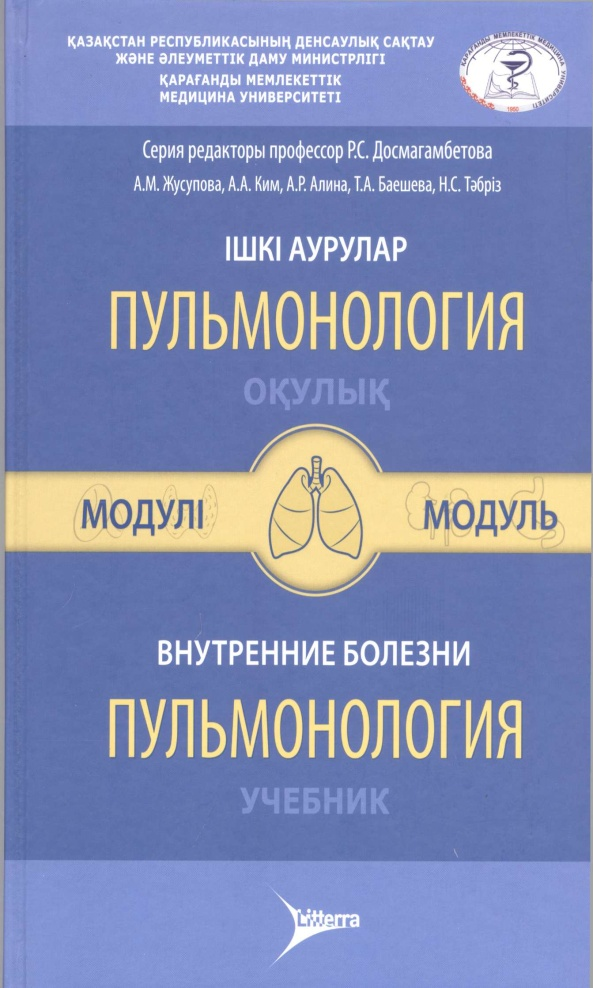 ҚАЗАҚСТАН РЕСПУБЛИКАСЫНЫҢ ДЕНСАУЛЫҚ САҚТАУ
ЖӘНЕ ӘЛЕУМЕТТІК ДАМУ МИНИСТРЛІГІ
ҚАРАҒАНДЫ МЕМЛЕКЕТТІК
МЕДИЦИНА УНИВЕРСИТЕТІ
ҚАРАҒАНДЫ МЕМЛЕКЕТТІК МЕДИЦИНА УНИВЕРСИТЕТІ
1950
Серия редакторы профессор Р.С. Досмагамбетова
А.М. Жусупова, А.А. Ким, А.Р. Алина, Т.А. Баешева, Н.С. Тәбріз
ІШКІ АУРУЛАР
ПУЛЬМОНОЛОГИЯ
ОҚУЛЫҚ
МОДУЛІ МОДУЛЬ
ВНУТРЕННИЕ БОЛЕЗНИ
ПУЛЬМОНОЛОГИЯ
УЧЕБНИК
Litterra